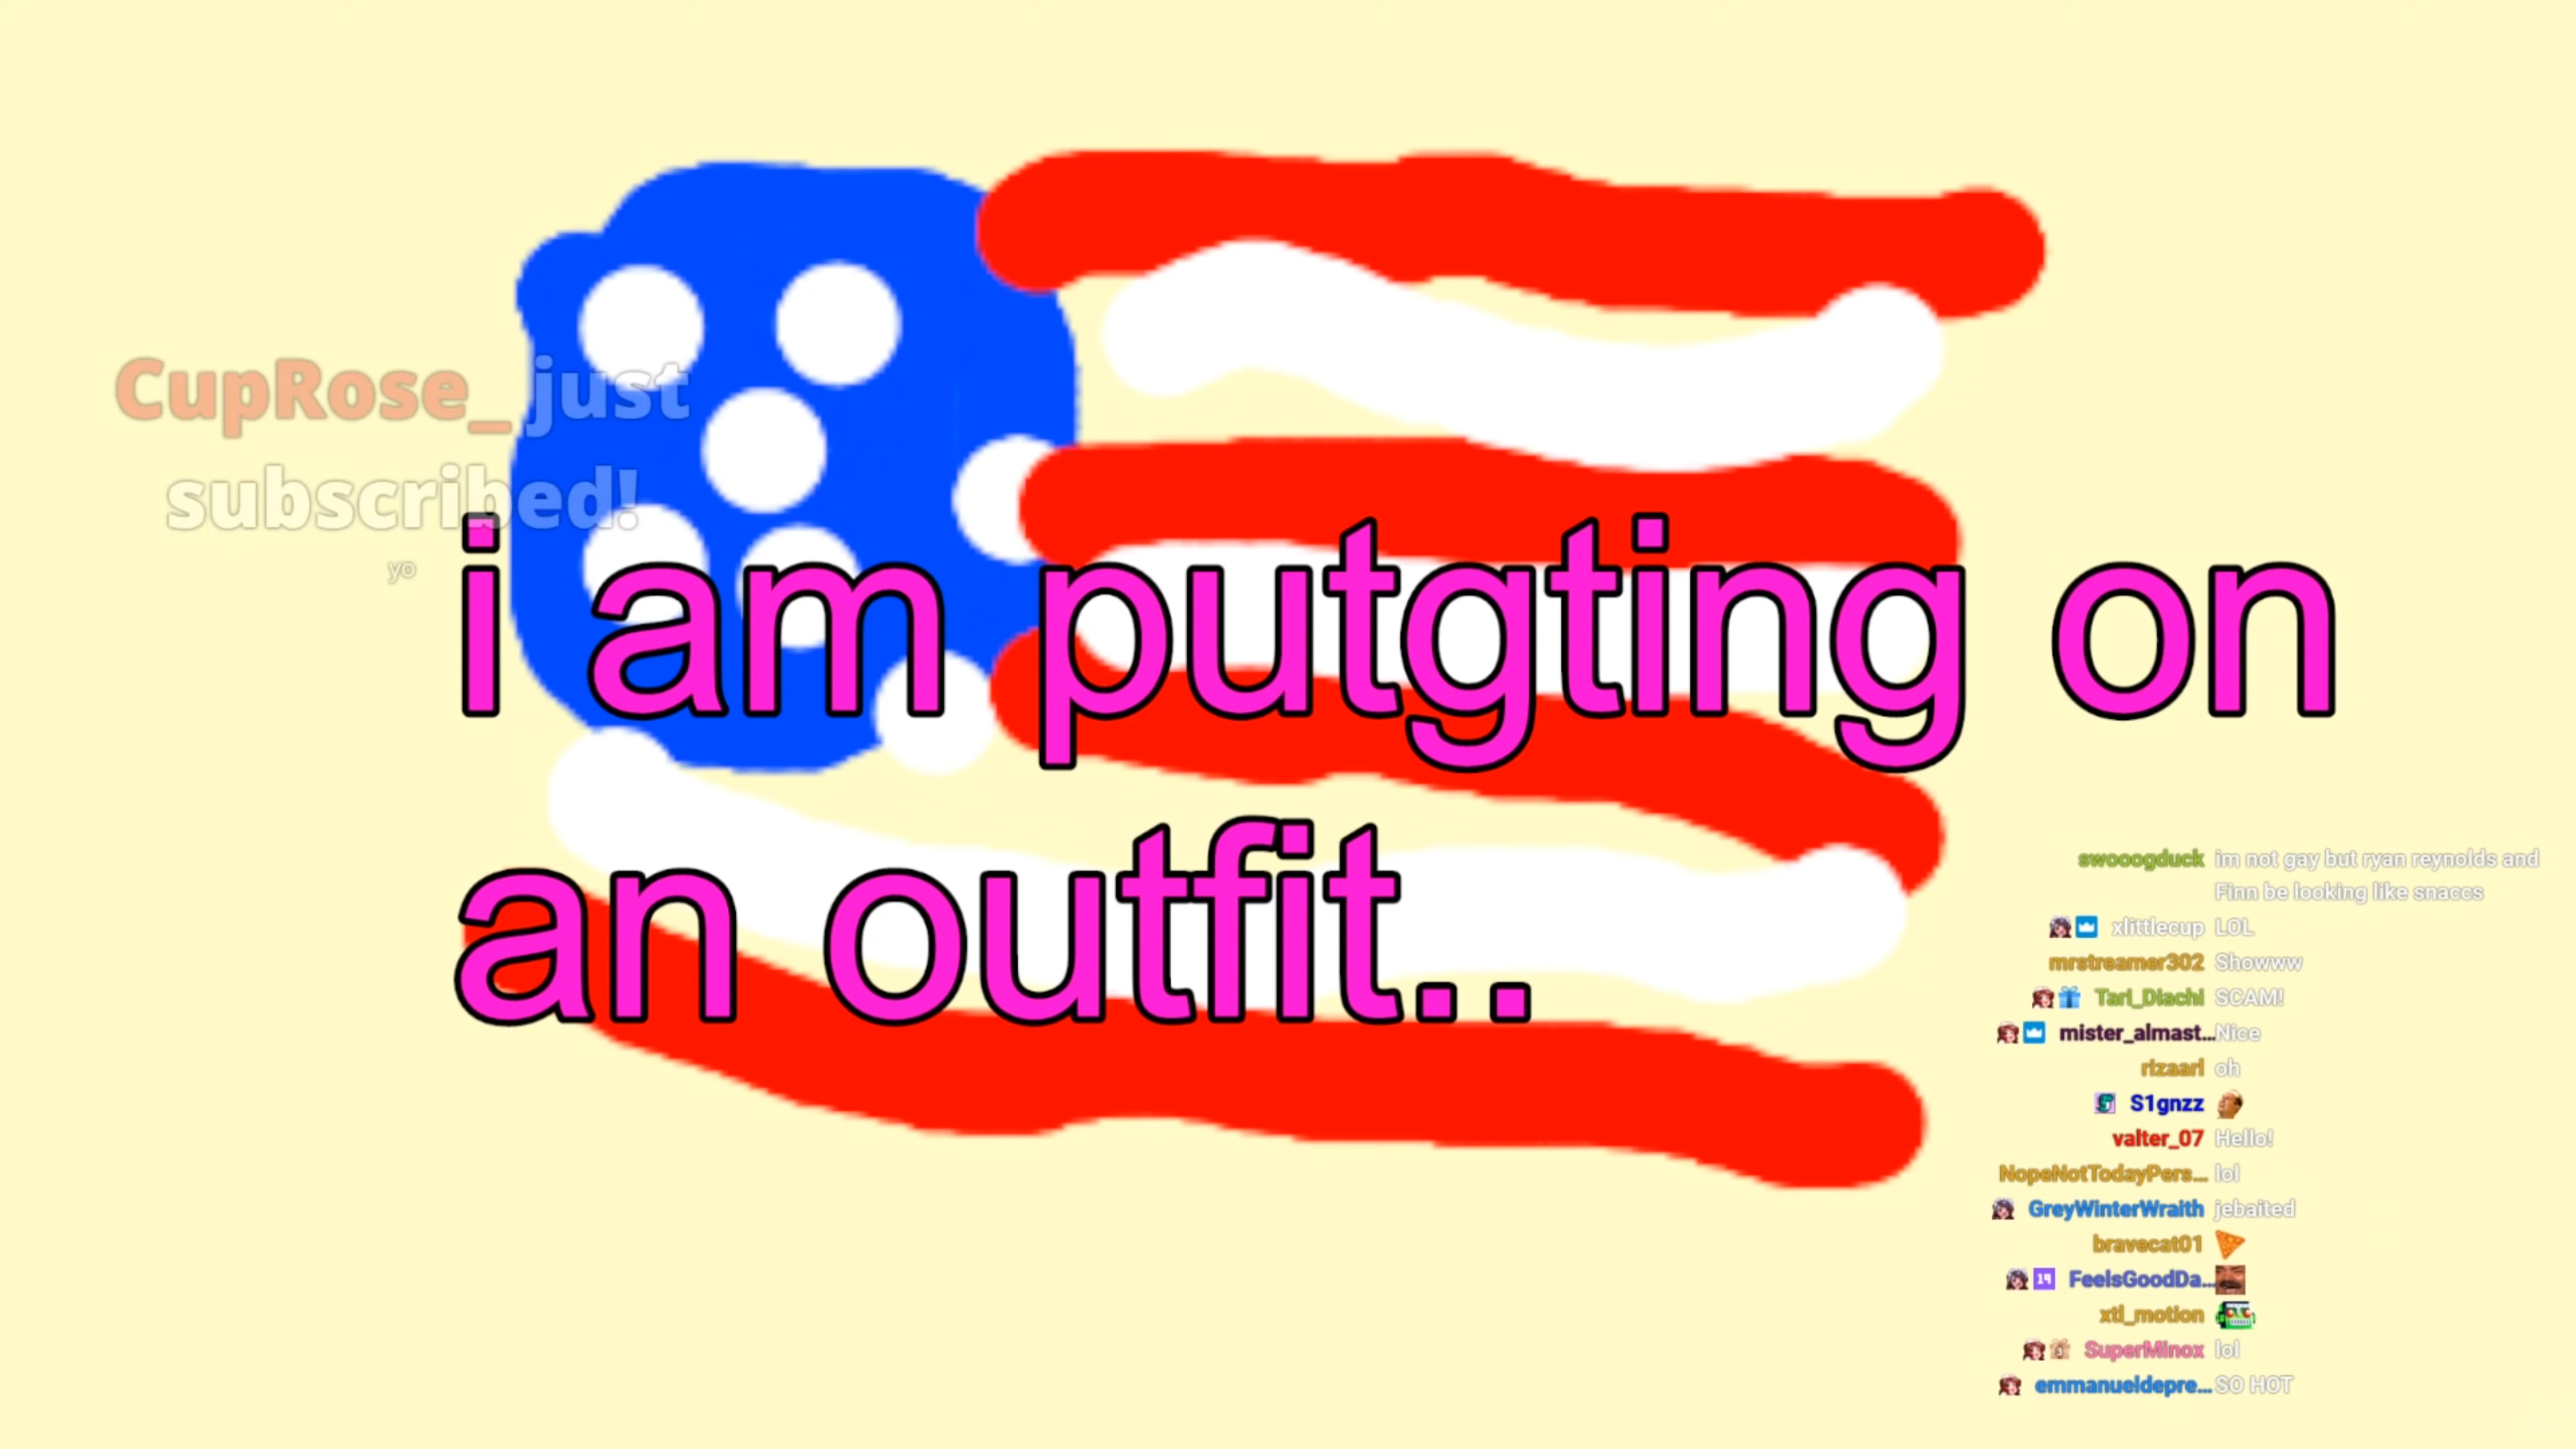 CupRose_ just
subscribed!
yo
i am putgting on
an outfit..
swooogduck im not gay but ryan reynolds and
Finn be looking like snaccs
xlittlecup LOL
mrstreamer302 Showww
Tari_Diachi SCAM!
mister_almast... Nice
rizaari oh
S1gnzz
valter_07 Hello!
NopeNotTodayPers... lol
GreyWinterWraith jebaited
bravecat01
14 FeelsGoodDa...
xtl_motion
SuperMinox lol
emmanueldepre... SO HOT